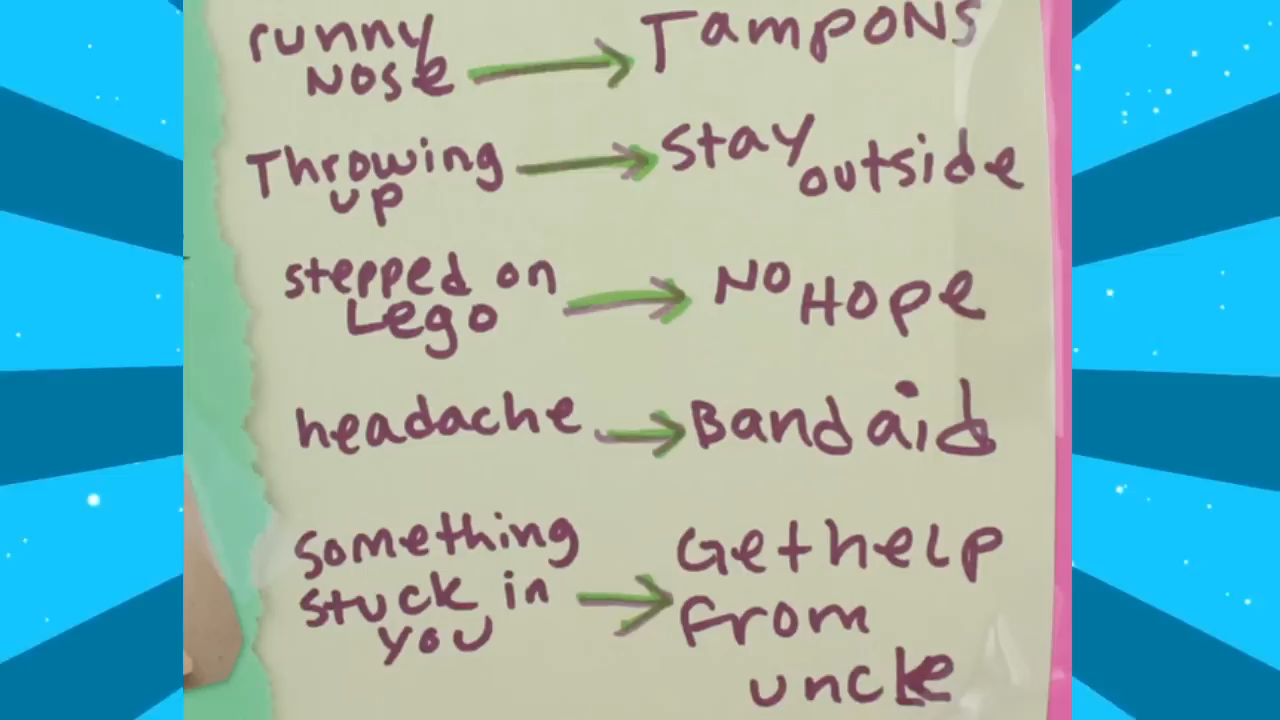 runny NOSE → TampoNS
Throwing up → Stay outside
stepped on Lego → NO HOPE
headache → Band aid
Something stuck in you → Get help from uncle